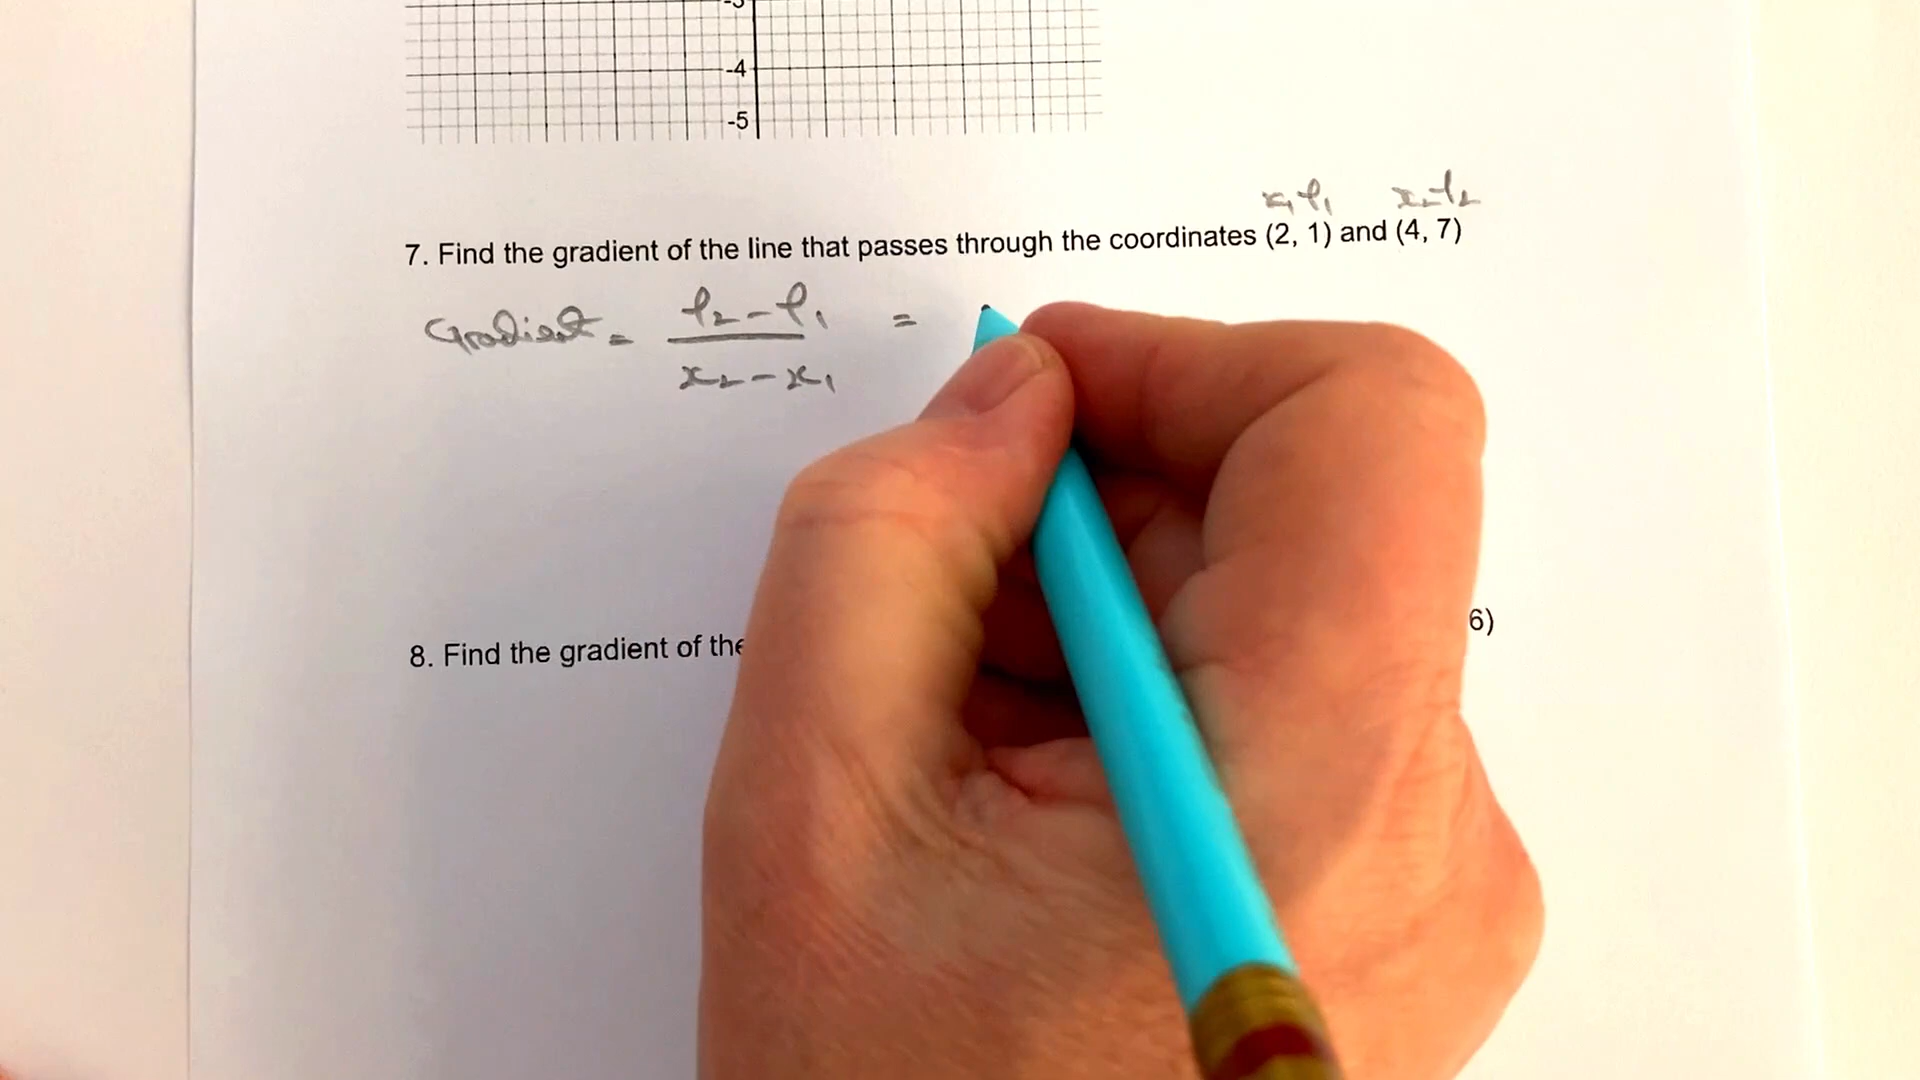 -3
-4
-5
x₁ y₁ x₂ y₂
7. Find the gradient of the line that passes through the coordinates (2, 1) and (4, 7)
Gradient = y₂ - y₁ =
x₂ - x₁
8. Find the gradient of the 6)